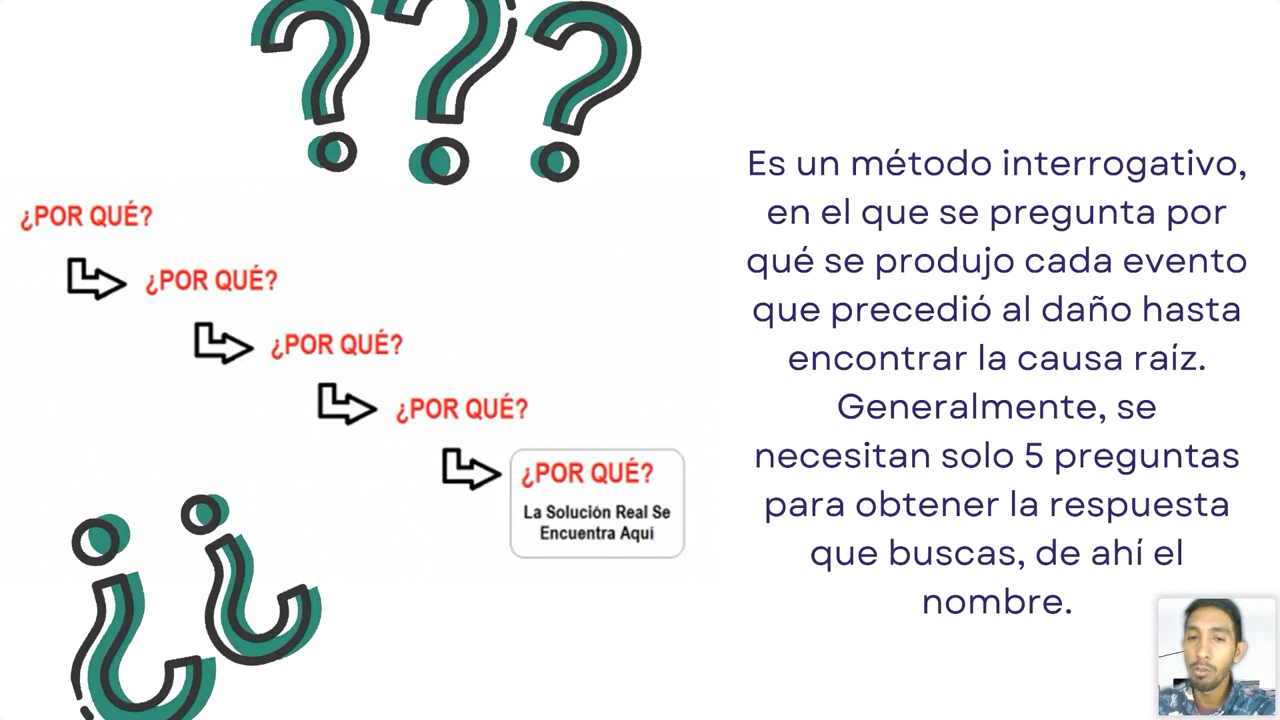 ¿POR QUÉ?
¿POR QUÉ?
¿POR QUÉ?
¿POR QUÉ?
¿POR QUÉ?
La Solución Real Se
Encuentra Aquí
Es un método interrogativo,
en el que se pregunta por
qué se produjo cada evento
que precedió al daño hasta
encontrar la causa raíz.
Generalmente, se
necesitan solo 5 preguntas
para obtener la respuesta
que buscas, de ahí el
nombre.